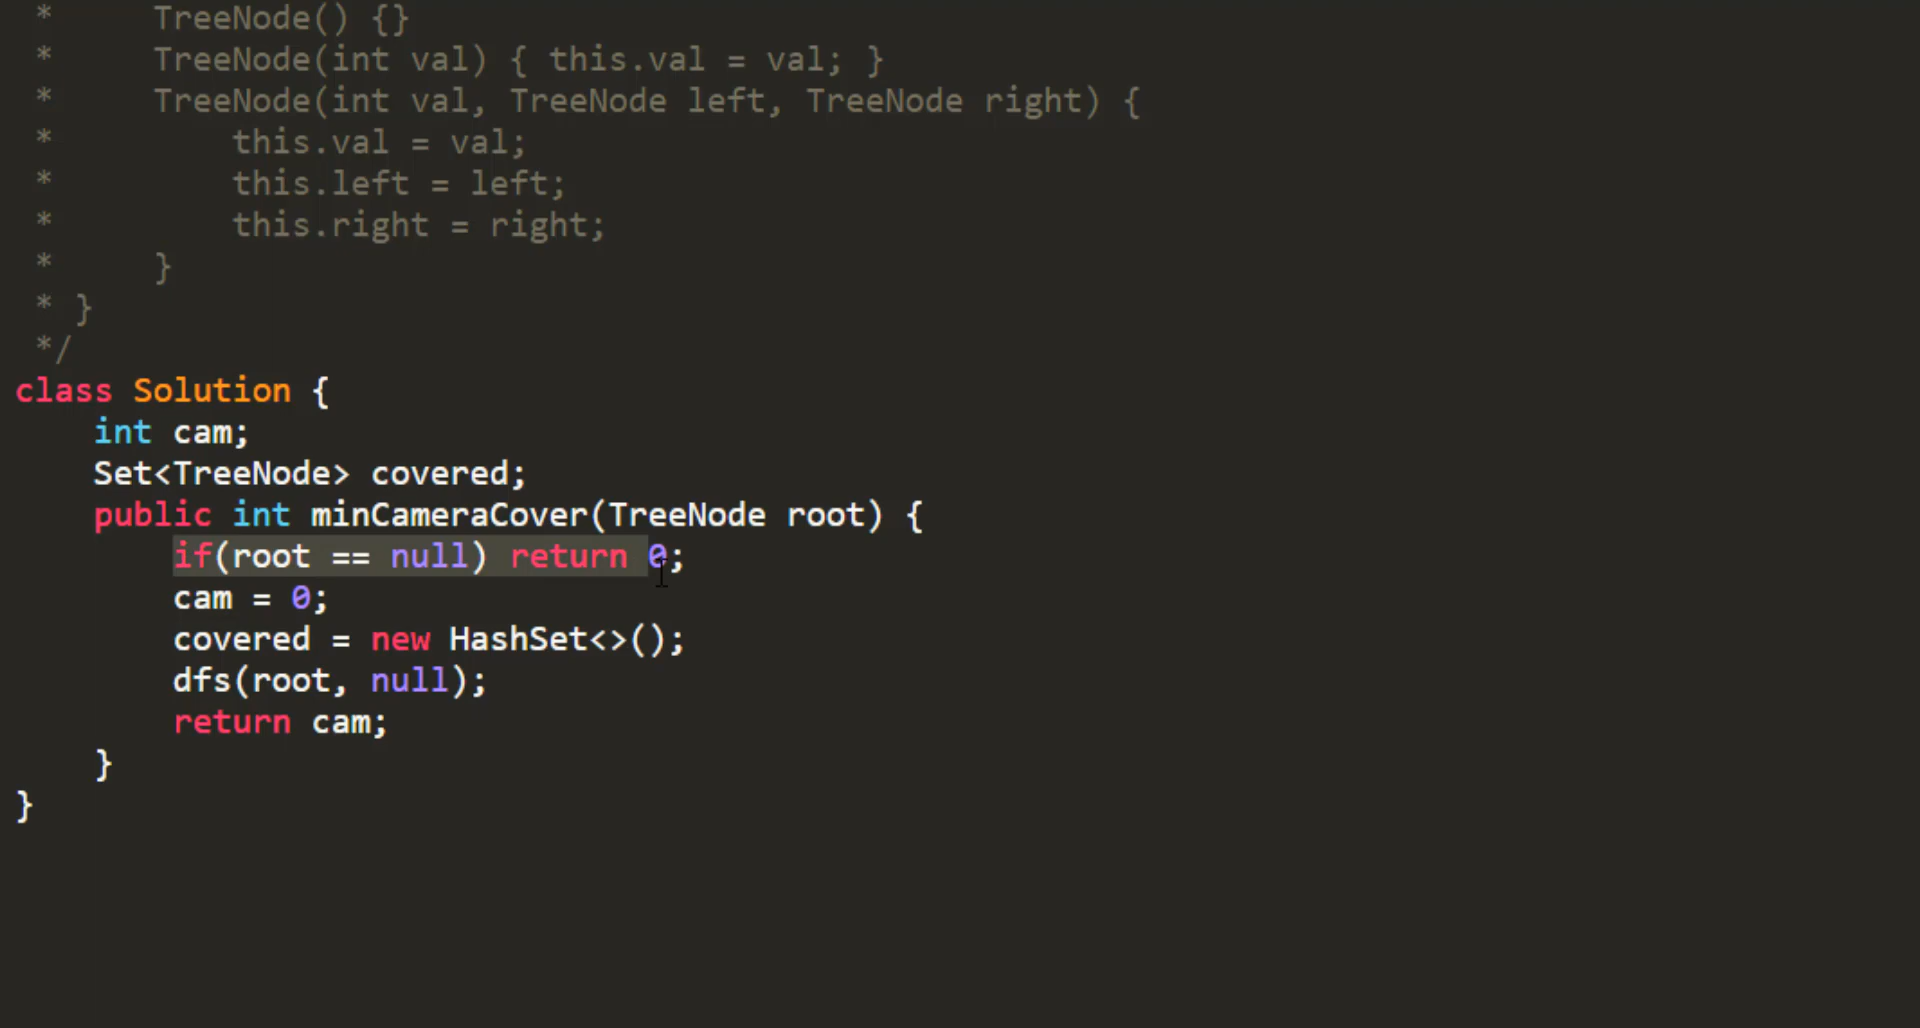 *     TreeNode() {}
 *     TreeNode(int val) { this.val = val; }
 *     TreeNode(int val, TreeNode left, TreeNode right) {
 *         this.val = val;
 *         this.left = left;
 *         this.right = right;
 *     }
 * }
 */
class Solution {
    int cam;
    Set<TreeNode> covered;
    public int minCameraCover(TreeNode root) {
        if(root == null) return 0;
        cam = 0;
        covered = new HashSet<>();
        dfs(root, null);
        return cam;
    }
}